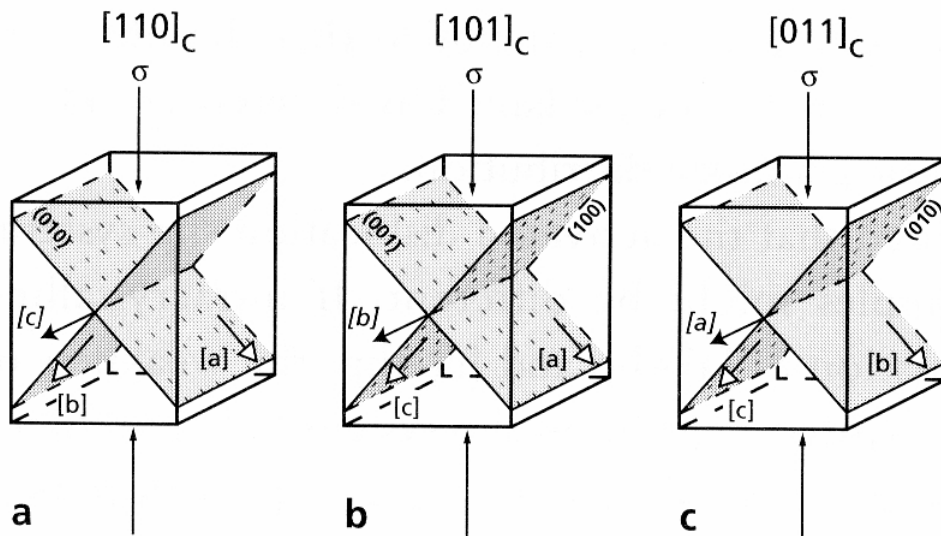 [110]c
σ
(010)
[c]
[b]
[a]
a
[101]c
σ
(001)
(100)
[b]
[c]
[a]
b
[011]c
σ
(010)
[a]
[c]
[b]
c